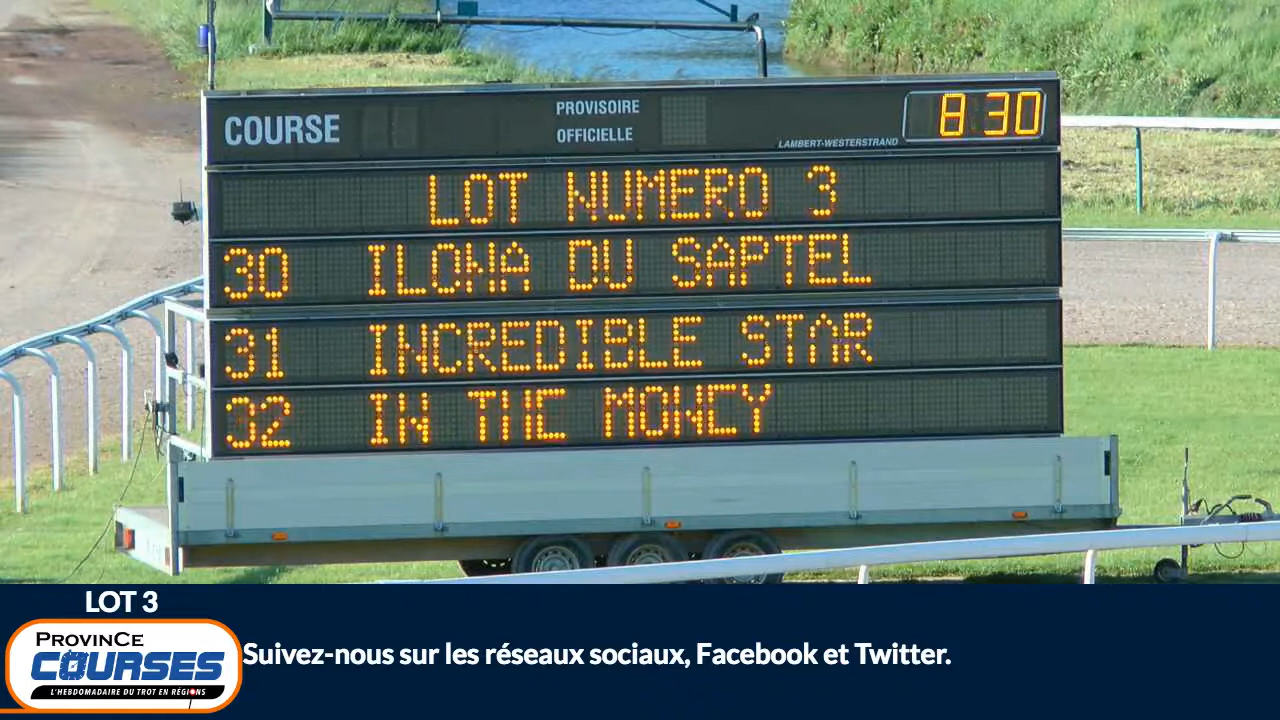 COURSE
PROVISOIRE
OFFICIELLE
LAMBERT-WESTERSTRAND
8 30
LOT NUMERO 3
30 ILONA DU SAPTEL
31 INCREDIBLE STAR
32 IN THE MONEY
LOT 3
PROVINCE
COURSES
L'HEBDOMADAIRE DU TROT EN RÉGIONS
Suivez-nous sur les réseaux sociaux, Facebook et Twitter.